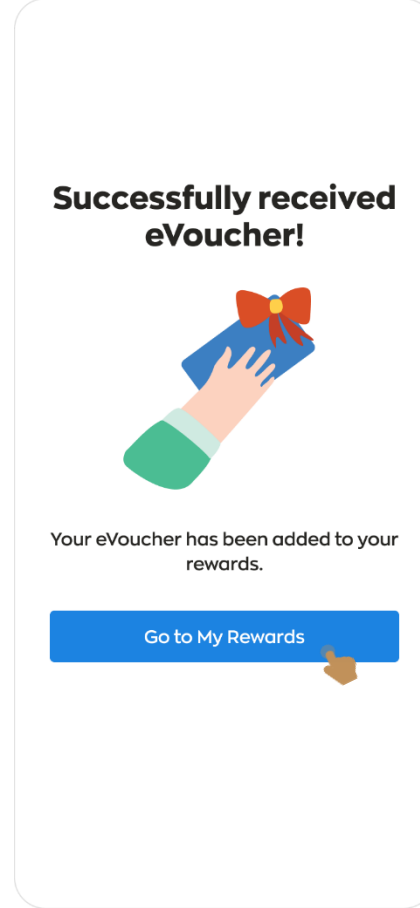 Successfully received
eVoucher!
Your eVoucher has been added to your
rewards.
Go to My Rewards